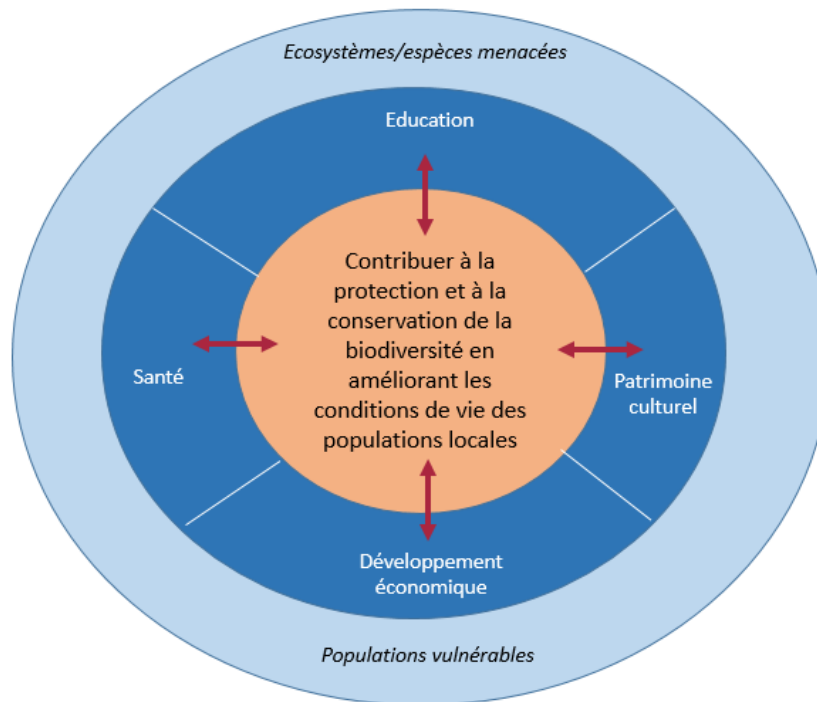 Ecosystèmes/espèces menacées
Education
Contribuer à la
protection et à la
conservation de la
biodiversité en
améliorant les
conditions de vie des
populations locales
Santé
Patrimoine
culturel
Développement
économique
Populations vulnérables